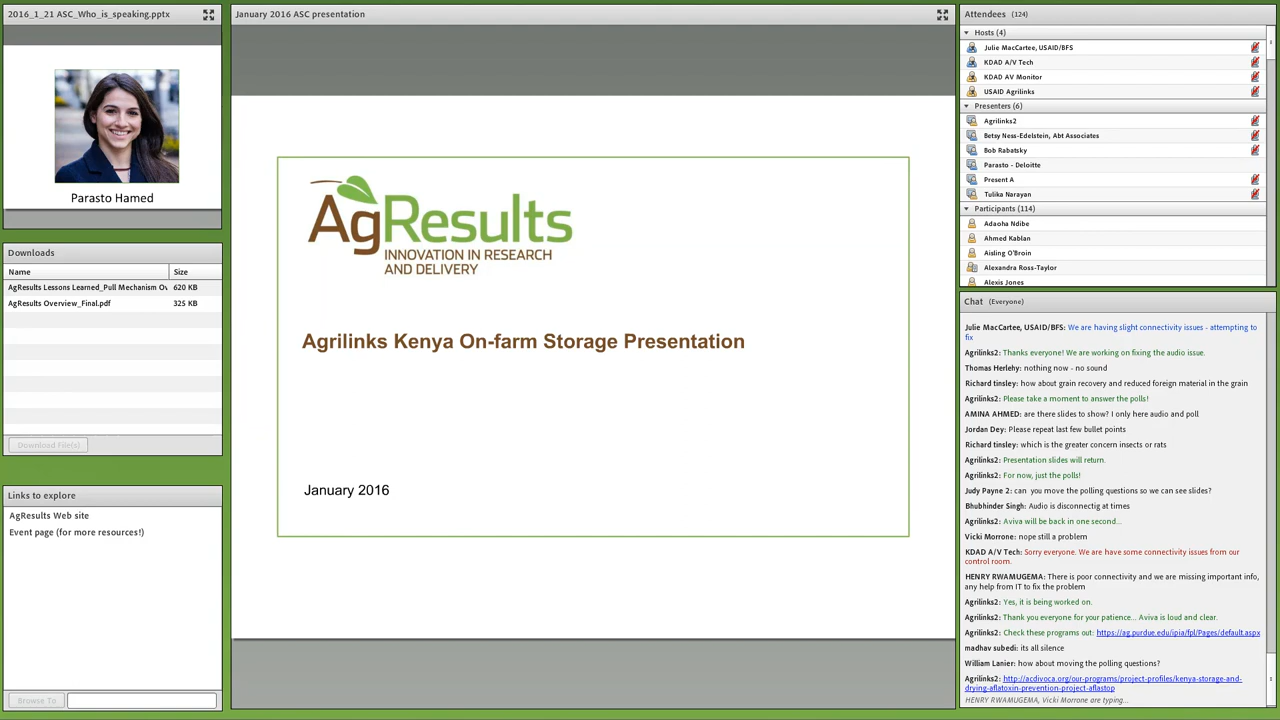 2016_1_21 ASC_Who_is_speaking.pptx
Parasto Hamed
Downloads
Name Size
AgResults Lessons Learned_Pull Mechanism Ov 620 KB
AgResults Overview_Final.pdf 325 KB
Download File(s)
Links to explore
AgResults Web site
Event page (for more resources!)
Browse To
January 2016 ASC presentation
AgResults
INNOVATION IN RESEARCH
AND DELIVERY
Agrilinks Kenya On-farm Storage Presentation
January 2016
Attendees (124)
Hosts (4)
Julie MacCartee, USAID/BFS
KDAD A/V Tech
KDAD AV Monitor
USAID Agrilinks
Presenters (6)
Agrilinks2
Betsy Ness-Edelstein, Abt Associates
Bob Rabatsky
Parasto - Deloitte
Present A
Tulika Narayan
Participants (114)
Adaoha Ndibe
Ahmed Kablan
Aisling O'Broin
Alexandra Ross-Taylor
Alexis Jones
Chat (Everyone)
Julie MacCartee, USAID/BFS: We are having slight connectivity issues - attempting to
fix
Agrilinks2: Thanks everyone! We are working on fixing the audio issue.
Thomas Herlehy: nothing now - no sound
Richard tinsley: how about grain recovery and reduced foreign material in the grain
Agrilinks2: Please take a moment to answer the polls!
AMINA AHMED: are there slides to show? I only here audio and poll
Jordan Dey: Please repeat last few bullet points
Richard tinsley: which is the greater concern insects or rats
Agrilinks2: Presentation slides will return.
Agrilinks2: For now, just the polls!
Judy Payne 2: can you move the polling questions so we can see slides?
Bhubhinder Singh: Audio is disconnectig at times
Agrilinks2: Aviva will be back in one second...
Vicki Morrone: nope still a problem
KDAD A/V Tech: Sorry everyone. We are have some connectivity issues from our
control room.
HENRY RWAMUGEMA: There is poor connectivity and we are missing important info,
any help from IT to fix the problem
Agrilinks2: Yes, it is being worked on.
Agrilinks2: Thank you everyone for your patience... Aviva is loud and clear.
Agrilinks2: Check these programs out: https://ag.purdue.edu/ipia/fpl/Pages/default.aspx
madhav subedi: its all silence
William Lanier: how about moving the polling questions?
Agrilinks2: http://acdivoca.org/our-programs/project-profiles/kenya-storage-and-
drying-aflatoxin-prevention-project-aflastop
HENRY RWAMUGEMA, Vicki Morrone are typing...